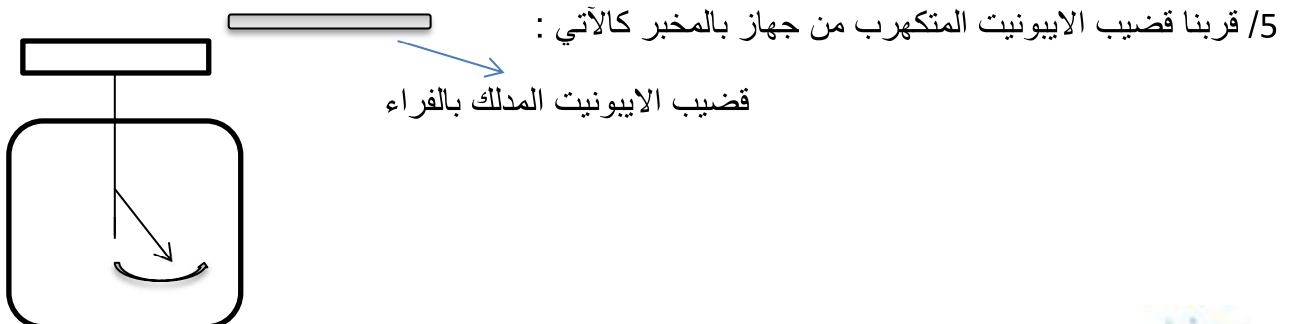 5/ قربنا قضيب الايبونيت المتكهرب من جهاز بالمخبر كالآتي :
قضيب الايبونيت المدلك بالفراء